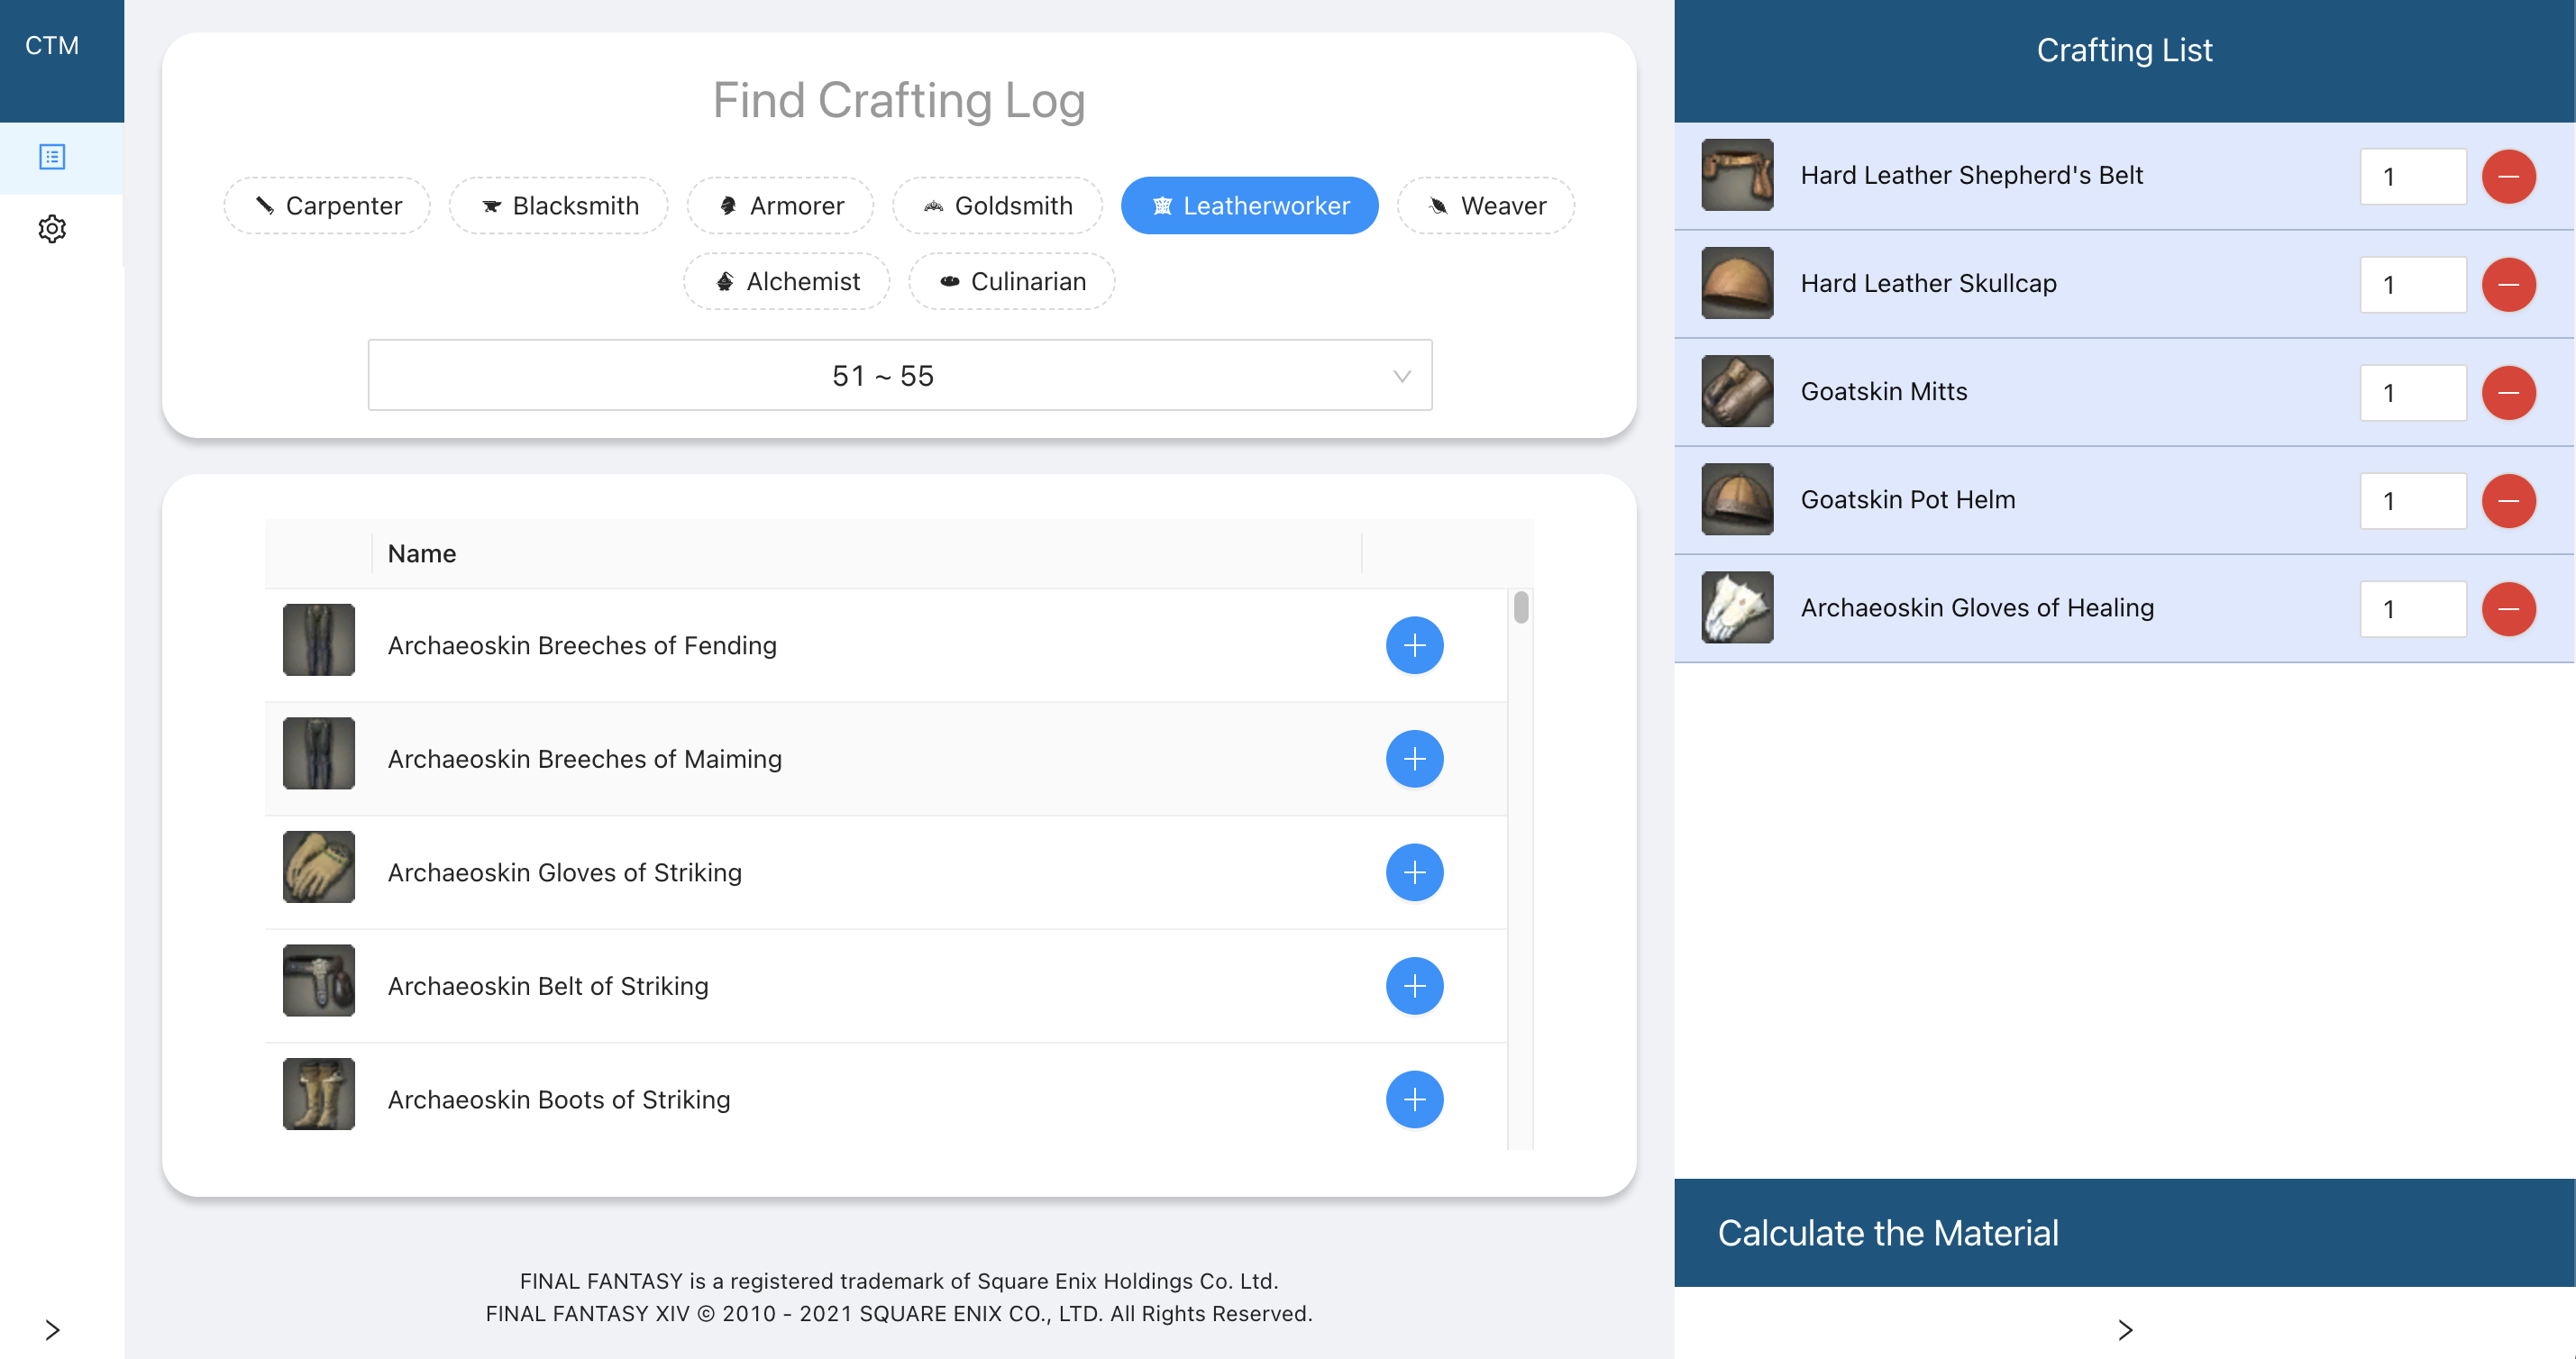 CTM
Find Crafting Log
Carpenter
Blacksmith
Armorer
Goldsmith
Leatherworker
Weaver
Alchemist
Culinarian
51 ~ 55
Name
Archaeoskin Breeches of Fending
Archaeoskin Breeches of Maiming
Archaeoskin Gloves of Striking
Archaeoskin Belt of Striking
Archaeoskin Boots of Striking
FINAL FANTASY is a registered trademark of Square Enix Holdings Co. Ltd.
FINAL FANTASY XIV © 2010 - 2021 SQUARE ENIX CO., LTD. All Rights Reserved.
Crafting List
Hard Leather Shepherd's Belt 1
Hard Leather Skullcap 1
Goatskin Mitts 1
Goatskin Pot Helm 1
Archaeoskin Gloves of Healing 1
Calculate the Material